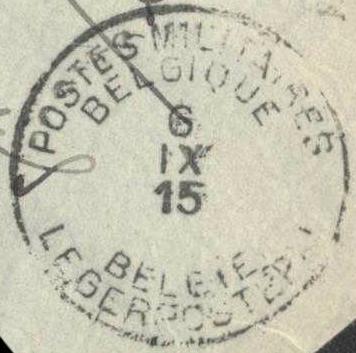 POSTES MILITAIRES
BELGIQUE
6
IX
15
BELGIE
LEGERPOSTERIJ